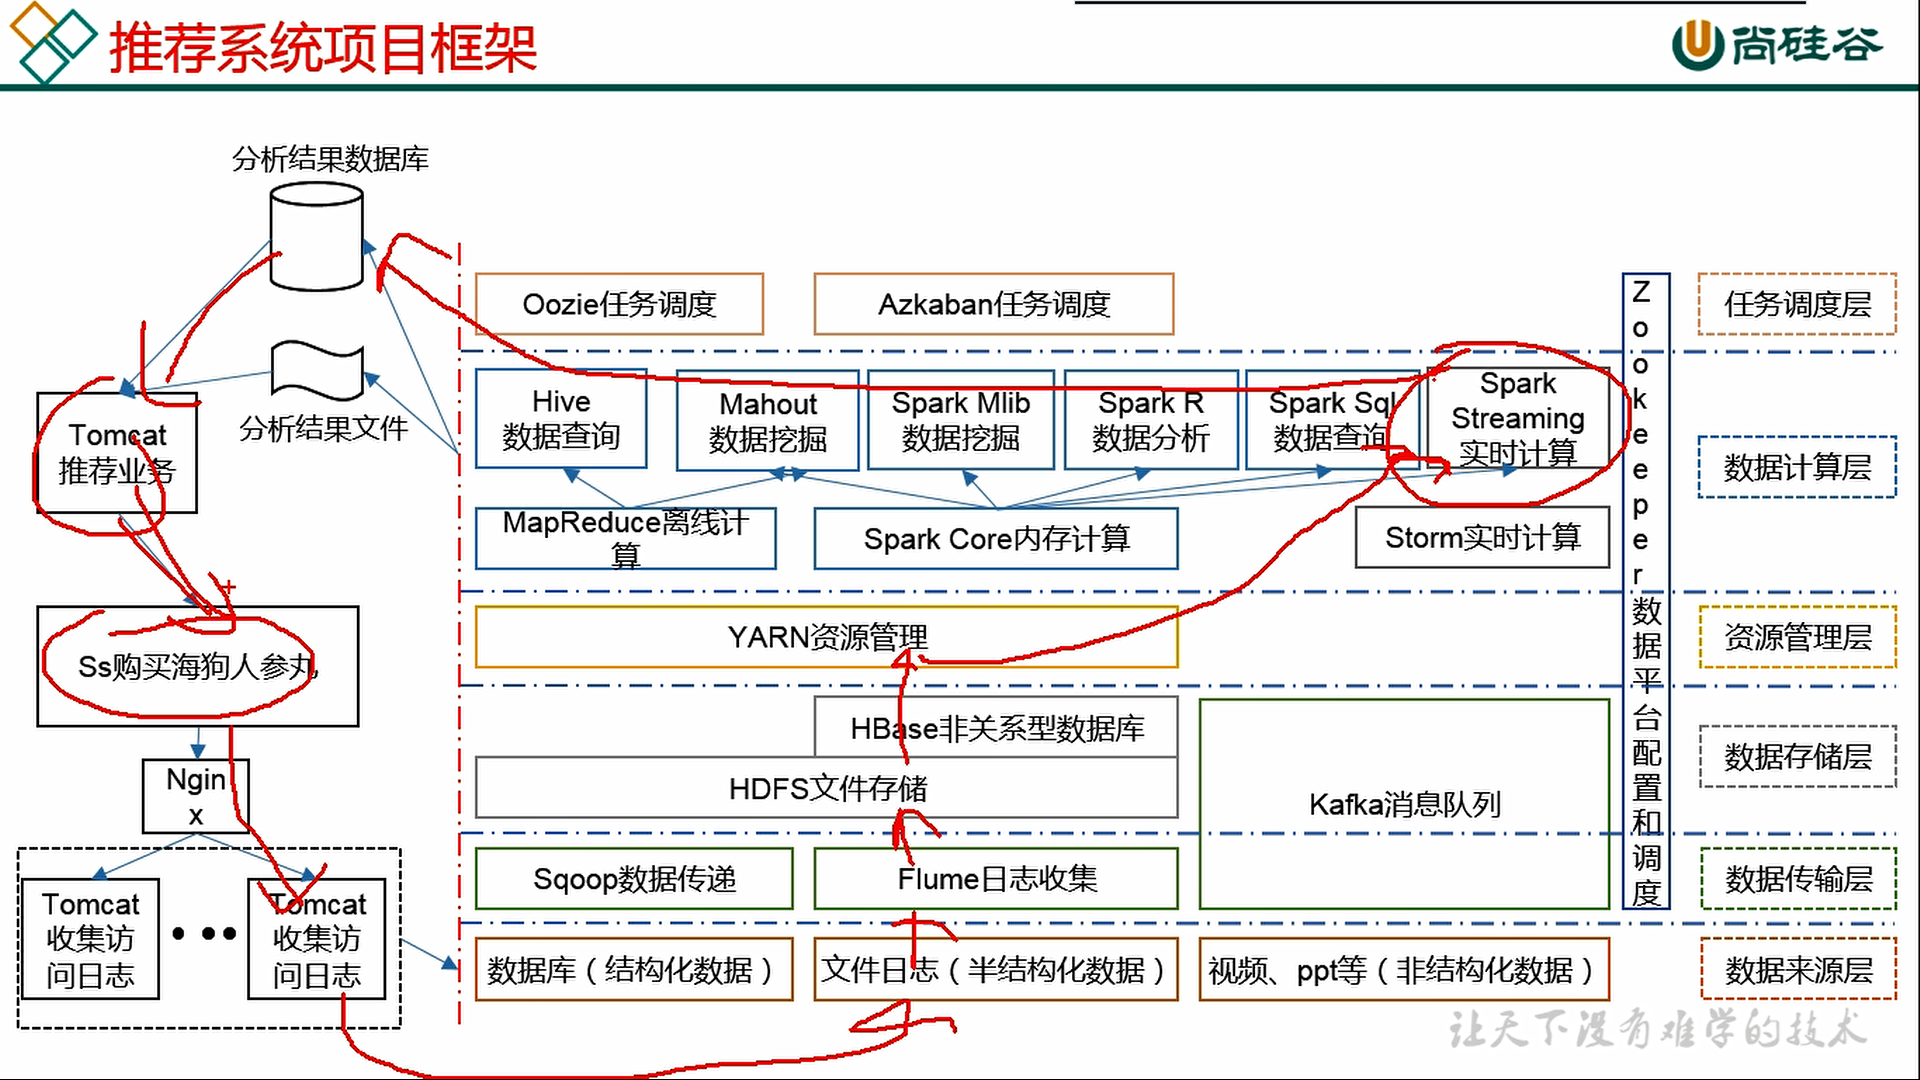 推荐系统项目框架
尚硅谷
分析结果数据库
分析结果文件
Tomcat
推荐业务
Ss购买海狗人参丸
Ngin
x
Tomcat
收集访
问日志
Tomcat
收集访
问日志
Oozie任务调度
Azkaban任务调度
Hive
数据查询
Mahout
数据挖掘
Spark Mlib
数据挖掘
Spark R
数据分析
Spark Sql
数据查询
Spark
Streaming
实时计算
MapReduce离线计
算
Spark Core内存计算
Storm实时计算
YARN资源管理
HBase非关系型数据库
HDFS文件存储
Kafka消息队列
Sqoop数据传递
Flume日志收集
数据库（结构化数据）
文件日志（半结构化数据）
视频、ppt等（非结构化数据）
Zookeeper数据平台配置和调度
任务调度层
数据计算层
资源管理层
数据存储层
数据传输层
数据来源层
让天下没有难学的技术